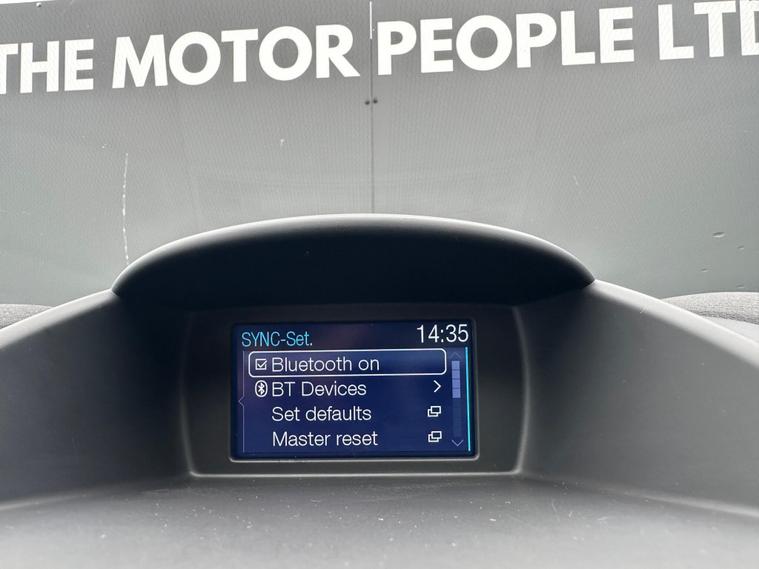 THE MOTOR PEOPLE LTD
SYNC-Set. 14:35
Bluetooth on
BT Devices
Set defaults
Master reset